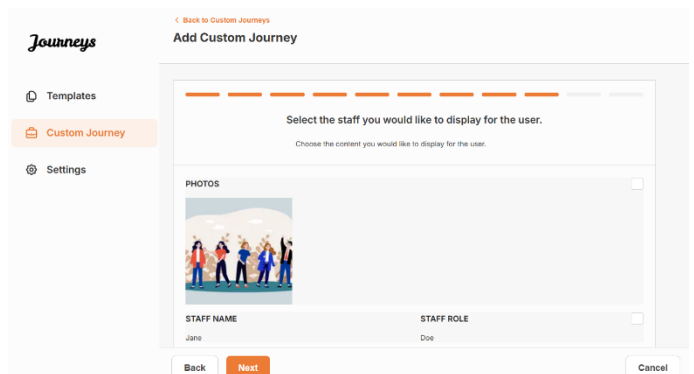 < Back to Custom Journeys
Journeys
Add Custom Journey
Templates
Custom Journey
Settings
Select the staff you would like to display for the user.
Choose the content you would like to display for the user.
PHOTOS
STAFF NAME STAFF ROLE
Jane Doe
Back Next Cancel